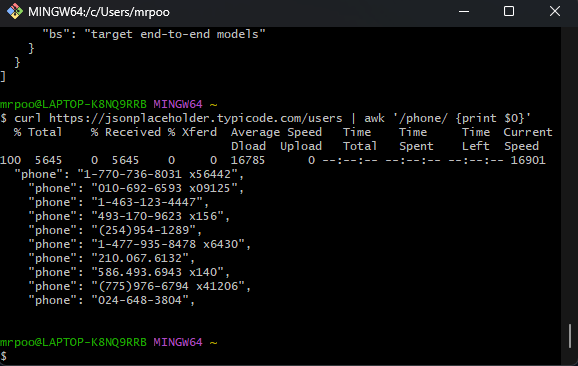 MINGW64:/c/Users/mrpoo
"bs": "target end-to-end models"
}
}
]
mrpoo@LAPTOP-K8NQ9RRB MINGW64 ~
$ curl https://jsonplaceholder.typicode.com/users | awk '/phone/ {print $0}'
% Total % Received % Xferd Average Speed Time Time Time Current
Dload Upload Total Spent Left Speed
100 5645 0 5645 0 0 16785 0 --:--:-- --:--:-- --:--:-- 16901
"phone": "1-770-736-8031 x56442",
"phone": "010-692-6593 x09125",
"phone": "1-463-123-4447",
"phone": "493-170-9623 x156",
"phone": "(254)954-1289",
"phone": "1-477-935-8478 x6430",
"phone": "210.067.6132",
"phone": "586.493.6943 x140",
"phone": "(775)976-6794 x41206",
"phone": "024-648-3804",
mrpoo@LAPTOP-K8NQ9RRB MINGW64 ~
$